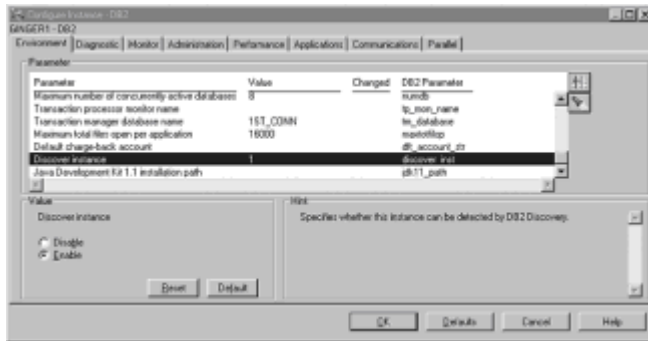 Configure Instance - DB2
GINGER1 - DB2
Environment Diagnostic Monitor Administration Performance Applications Communications Parallel
Parameter
Parameter Value Changed DB2 Parameter
Maximum number of concurrently active databases 8 numdb
Transaction processor monitor name tp_mon_name
Transaction manager database name 1ST_CONN tm_database
Maximum total files open per application 16000 maxtotfilop
Default charge-back account dft_account_str
Discover instance 1 discover inst
Java Development Kit 1.1 installation path jdk11_path
Value
Hint
Discover instance
Specifies whether this instance can be detected by DB2 Discovery.
Disable
Enable
Reset Default
OK Defaults Cancel Help